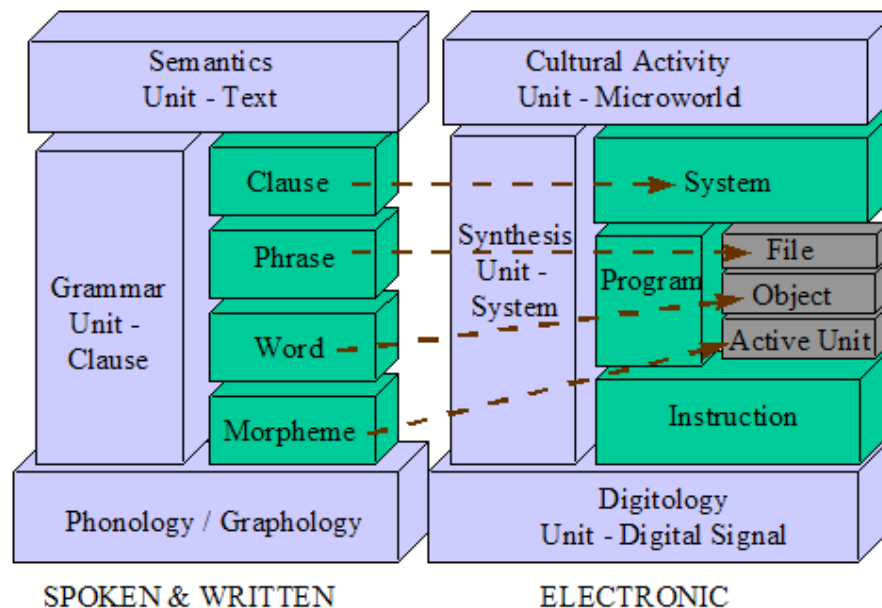 Semantics
Unit - Text
Grammar
Unit -
Clause
Clause
Phrase
Word
Morpheme
Phonology / Graphology
SPOKEN & WRITTEN
Cultural Activity
Unit - Microworld
Synthesis
Unit -
System
System
Program
File
Object
Active Unit
Instruction
Digitology
Unit - Digital Signal
ELECTRONIC